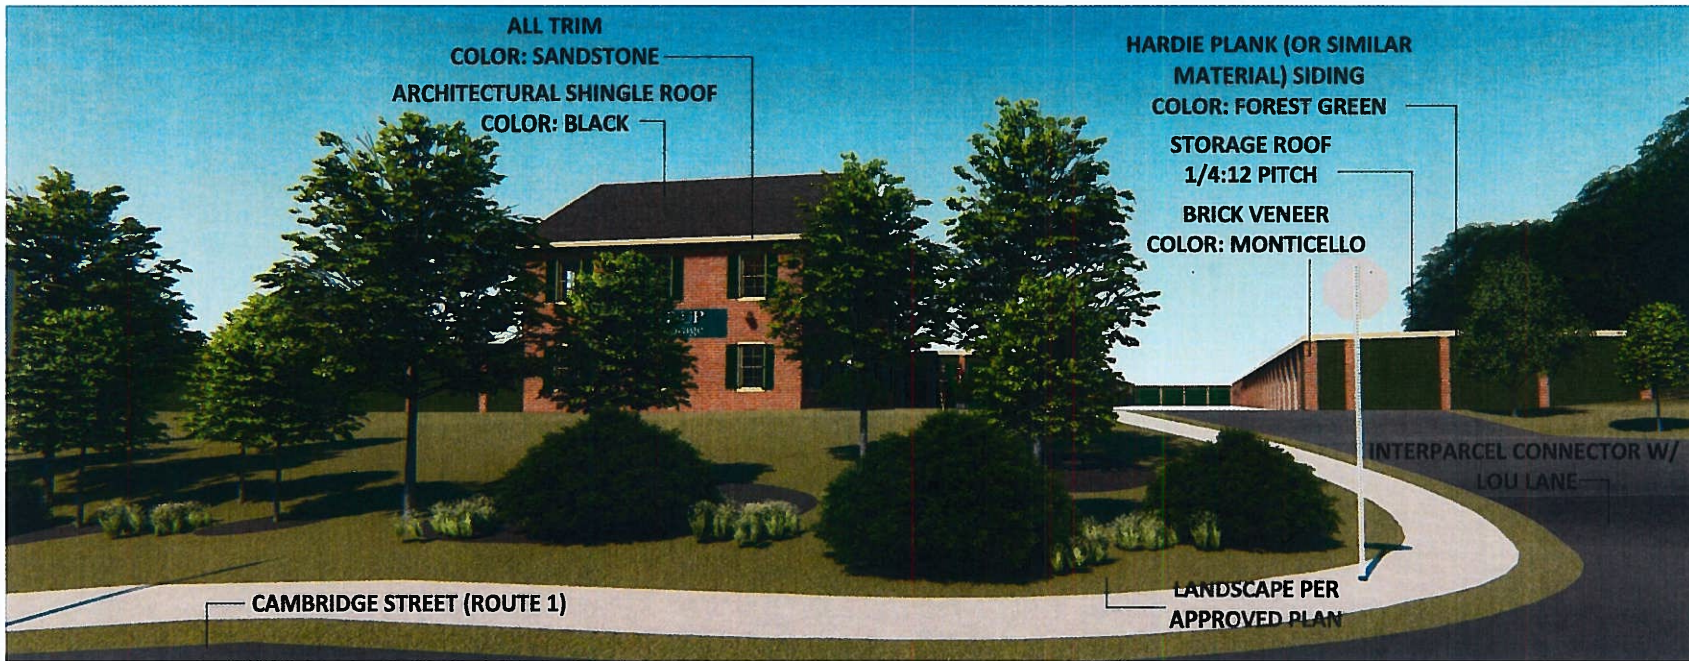 ALL TRIM
COLOR: SANDSTONE
ARCHITECTURAL SHINGLE ROOF
COLOR: BLACK
HARDIE PLANK (OR SIMILAR
MATERIAL) SIDING
COLOR: FOREST GREEN
STORAGE ROOF
1/4:12 PITCH
BRICK VENEER
COLOR: MONTICELLO
INTERPARCEL CONNECTOR W/
LOU LANE
LANDSCAPE PER
APPROVED PLAN
CAMBRIDGE STREET (ROUTE 1)